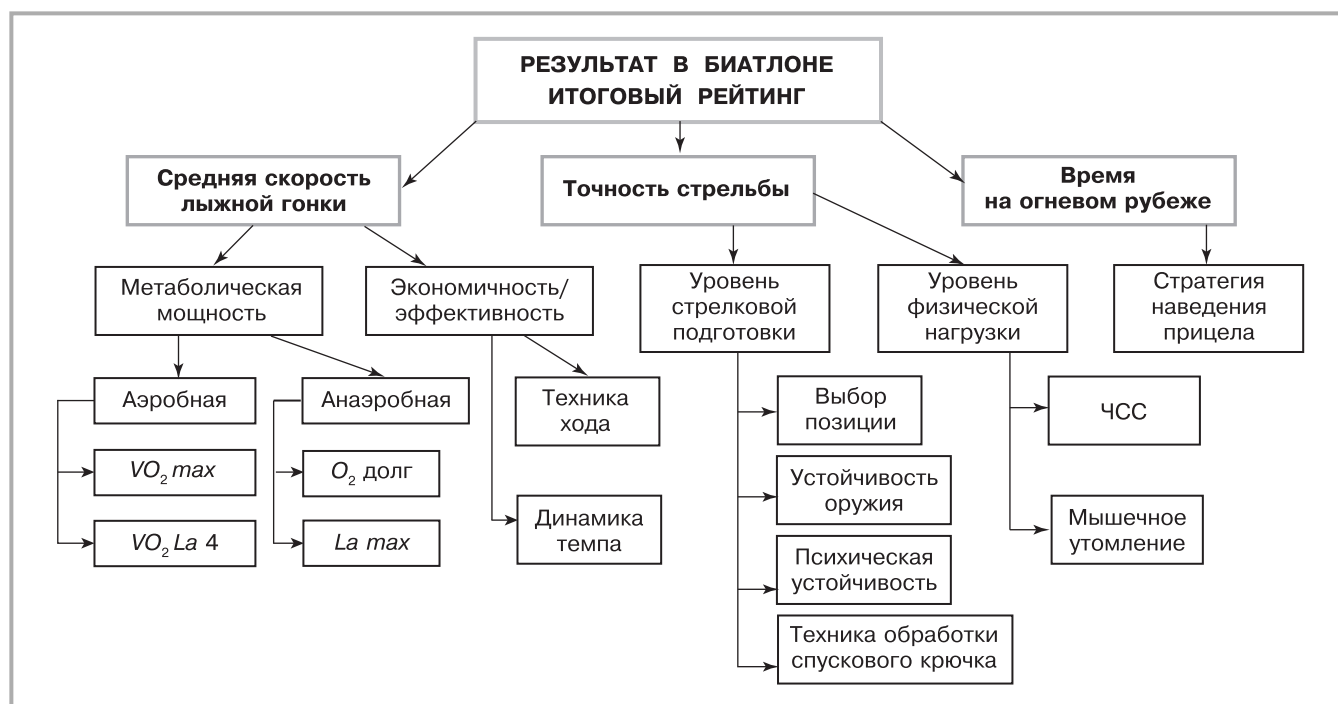 РЕЗУЛЬТАТ В БИАТЛОНЕ
ИТОГОВЫЙ РЕЙТИНГ
Средняя скорость
лыжной гонки
Точность стрельбы
Время
на огневом рубеже
Метаболическая
мощность
Экономичность/
эффективность
Уровень
стрелковой
подготовки
Уровень
физической
нагрузки
Стратегия
наведения
прицела
Аэробная
Анаэробная
Техника
хода
Выбор
позиции
ЧСС
VO₂ max
O₂ долг
Устойчивость
оружия
VO₂ La 4
La max
Динамика
темпа
Мышечное
утомление
Психическая
устойчивость
Техника обработки
спускового крючка